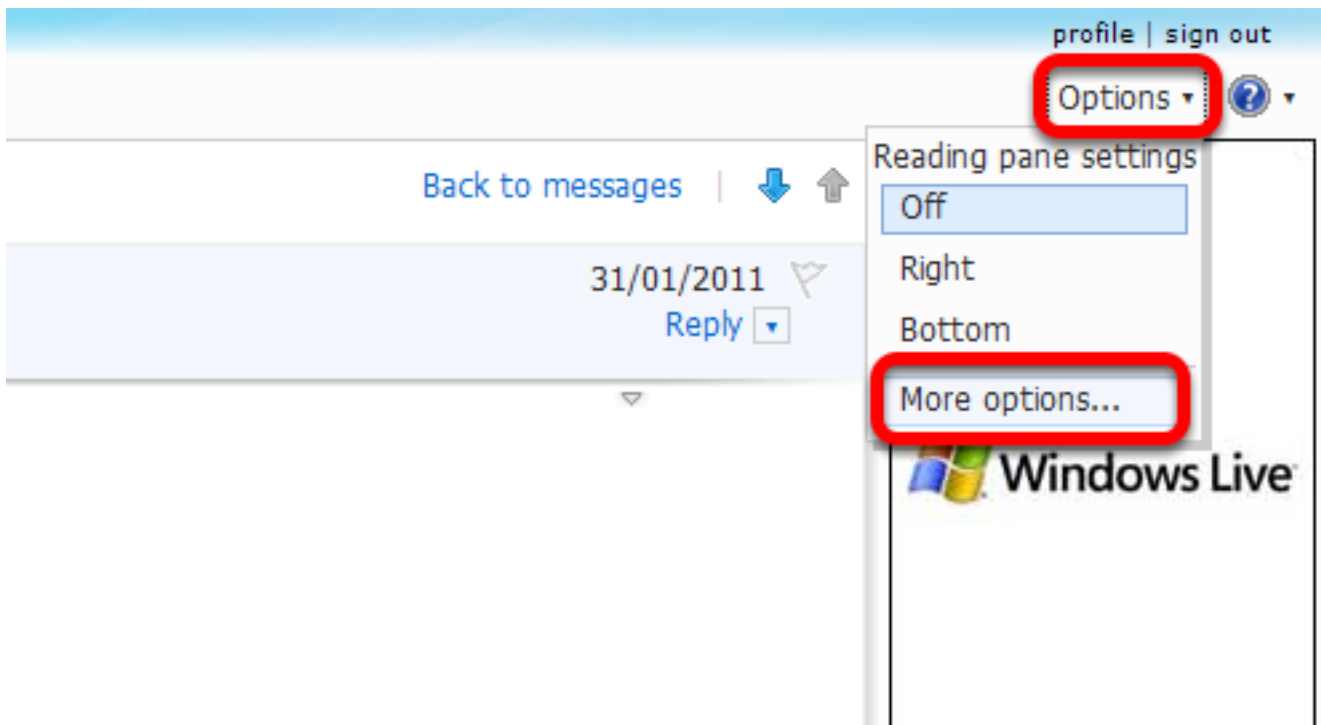 profile | sign out
Options
Reading pane settings
Back to messages |
Off
31/01/2011
Right
Reply
Bottom
More options...
Windows Live